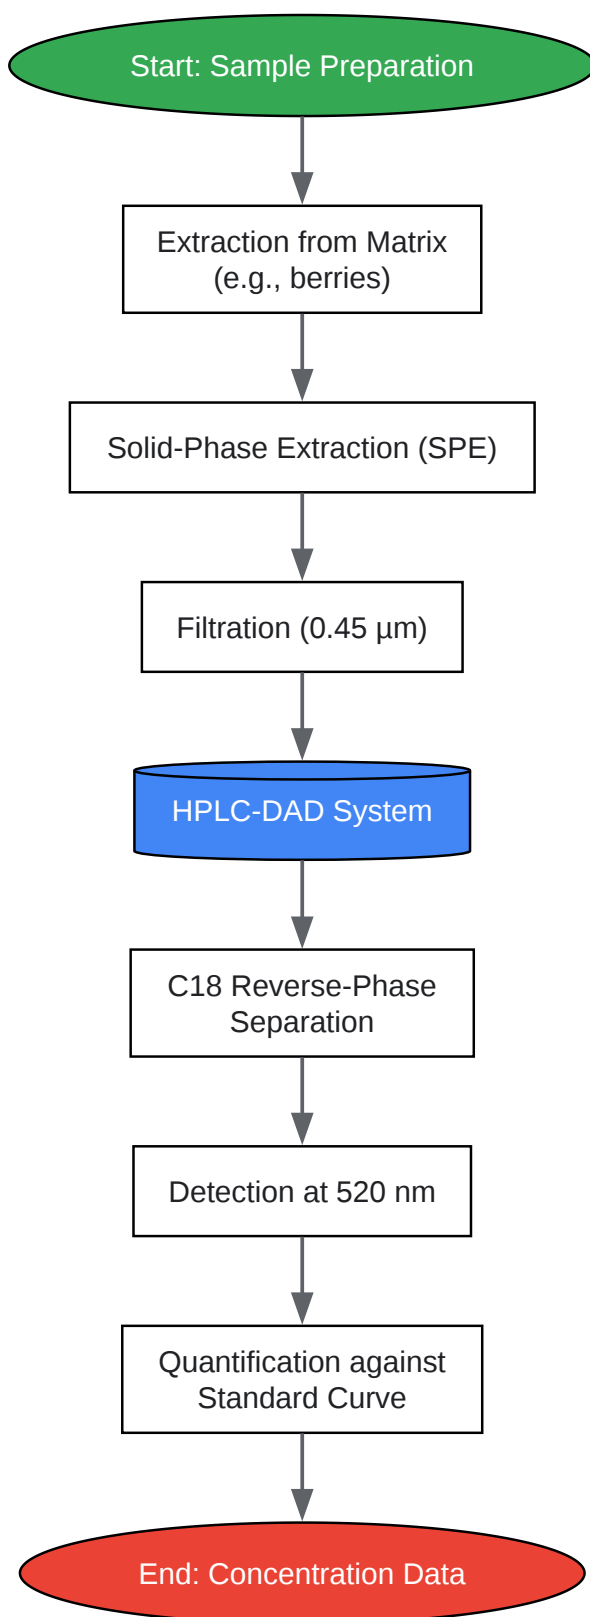 Start: Sample Preparation
Extraction from Matrix
(e.g., berries)
Solid-Phase Extraction (SPE)
Filtration (0.45 µm)
HPLC-DAD System
C18 Reverse-Phase
Separation
Detection at 520 nm
Quantification against
Standard Curve
End: Concentration Data